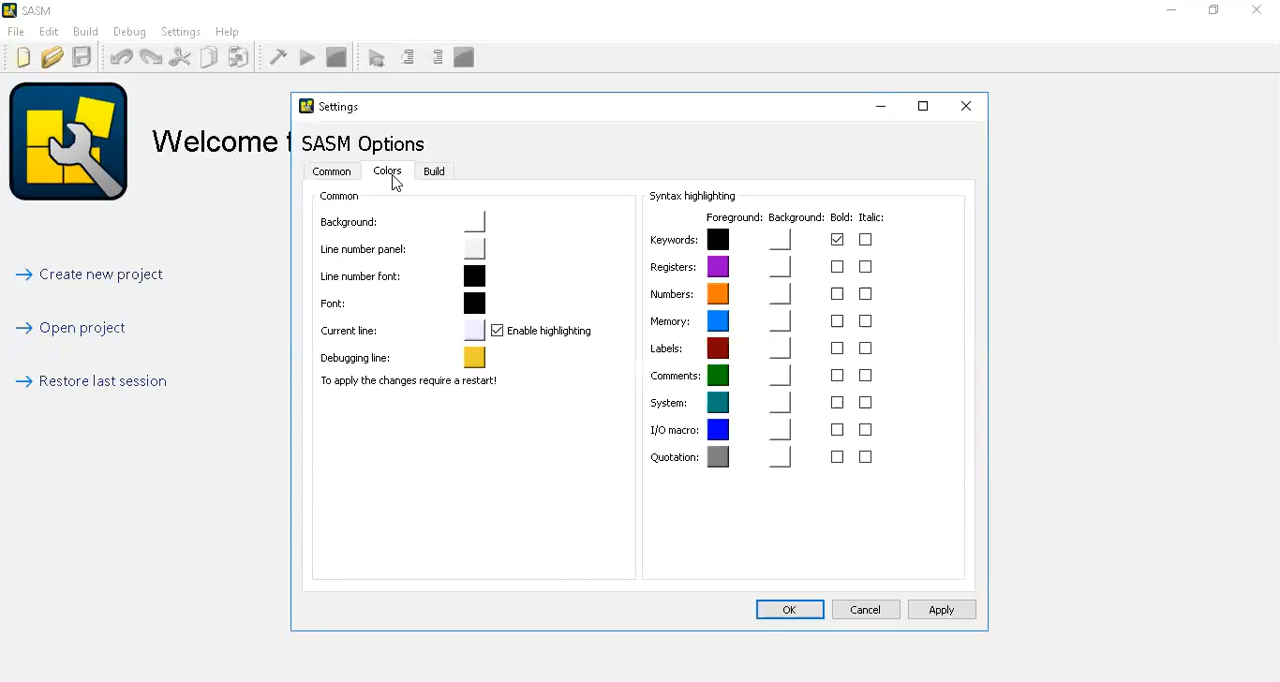 SASM
File Edit Build Debug Settings Help
Welcome
Create new project
Open project
Restore last session
Settings
SASM Options
Common Colors Build
Common
Background:
Line number panel:
Line number font:
Font:
Current line: Enable highlighting
Debugging line:
To apply the changes require a restart!
Syntax highlighting
Foreground: Background: Bold: Italic:
Keywords:
Registers:
Numbers:
Memory:
Labels:
Comments:
System:
I/O macro:
Quotation:
OK Cancel Apply